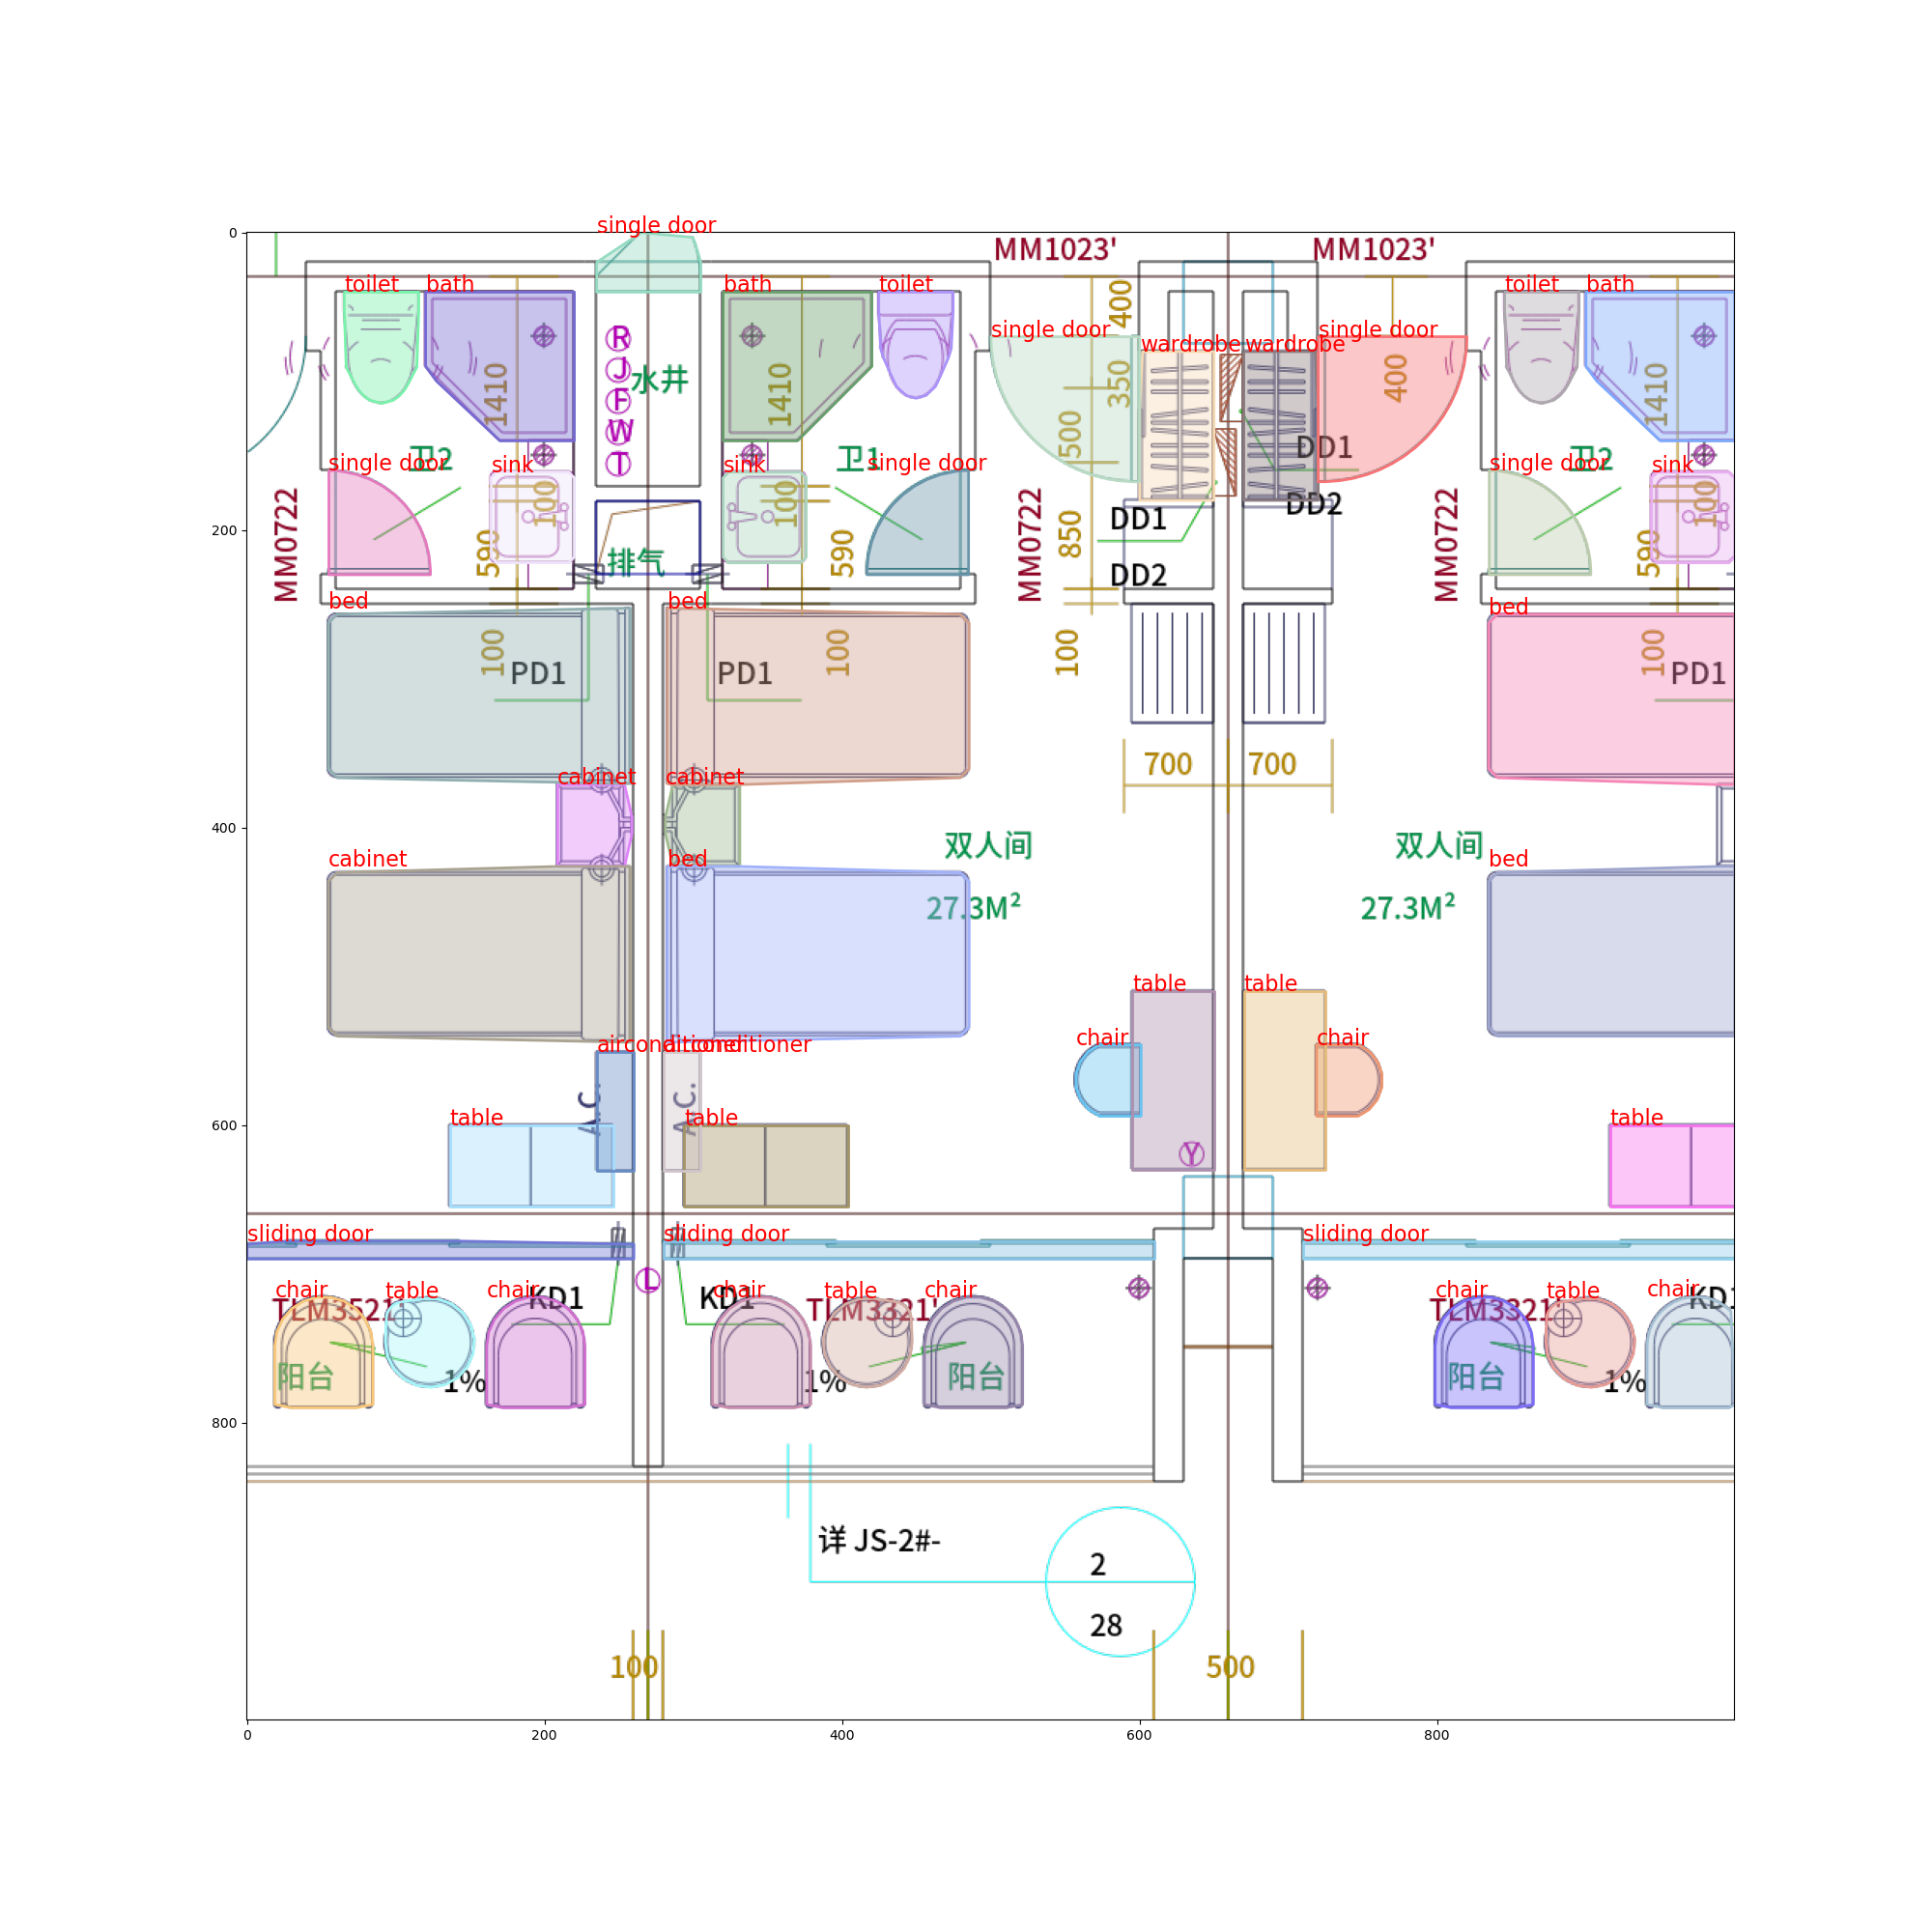 0
200
400
600
800
0
200
400
600
800
single door
MM1023'
MM1023'
toilet
bath
bath
toilet
toilet
bath
400
single door
single door
wardrobe
wardrobe
R
J
F
W
T
水井
1410
1410
350
400
1410
500
DD1
卫2
卫1
卫2
single door
sink
sink
single door
single door
sink
100
100
100
DD2
MM0722
590
590
MM0722
850
DD1
MM0722
590
排气
DD2
bed
bed
bed
100
PD1
PD1
100
100
100
PD1
700
700
cabinet
cabinet
双人间
双人间
cabinet
bed
bed
27.3M²
27.3M²
table
table
chair
chair
airconditioner
airconditioner
A.C.
A.C.
table
table
table
Y
sliding door
sliding door
sliding door
L
chair
table
chair
chair
table
chair
chair
table
chair
TLM3521'
KD1
KD1
TLM3321'
TLM3321'
KD1
阳台
1%
1%
阳台
阳台
1%
详 JS-2#-
2
28
100
500